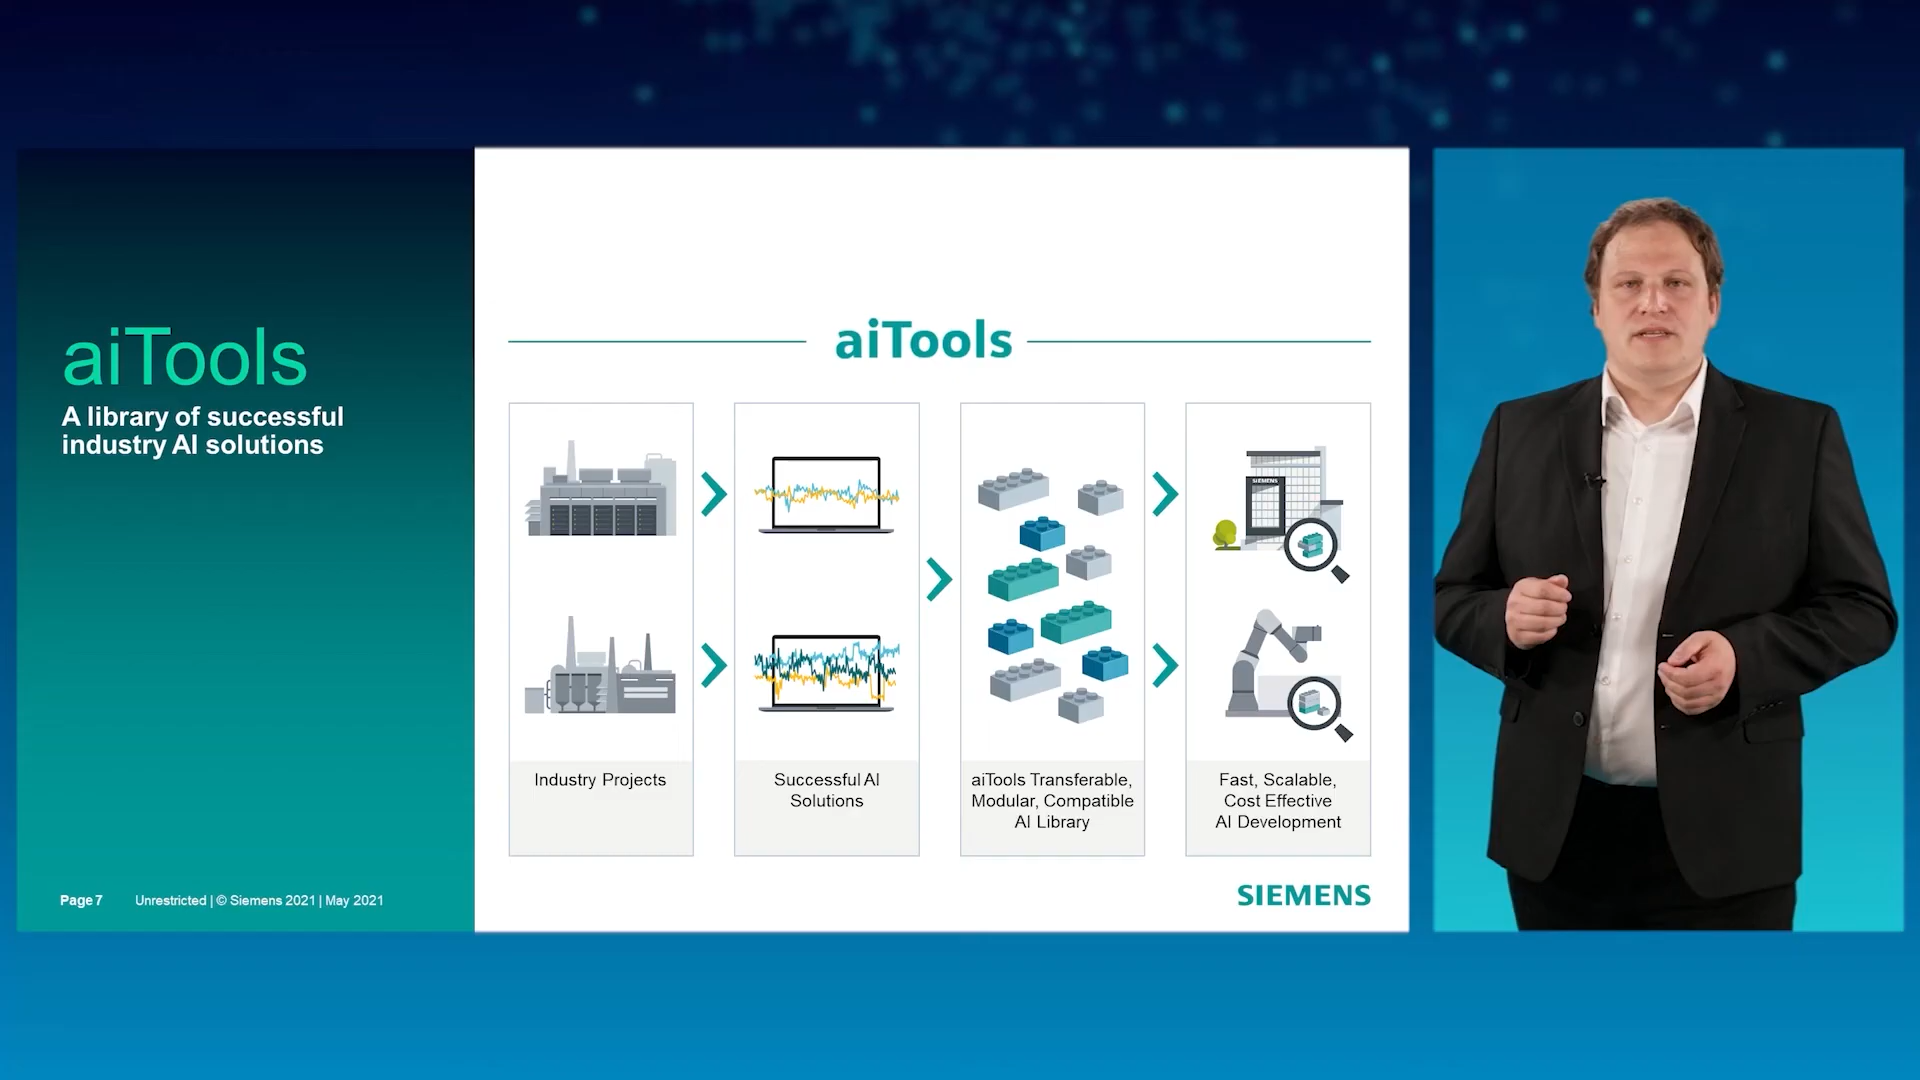 aiTools
A library of successful
industry AI solutions
Page 7 Unrestricted | © Siemens 2021 | May 2021
aiTools
SIEMENS
Industry Projects
Successful AI
Solutions
aiTools Transferable,
Modular, Compatible
AI Library
Fast, Scalable,
Cost Effective
AI Development
SIEMENS